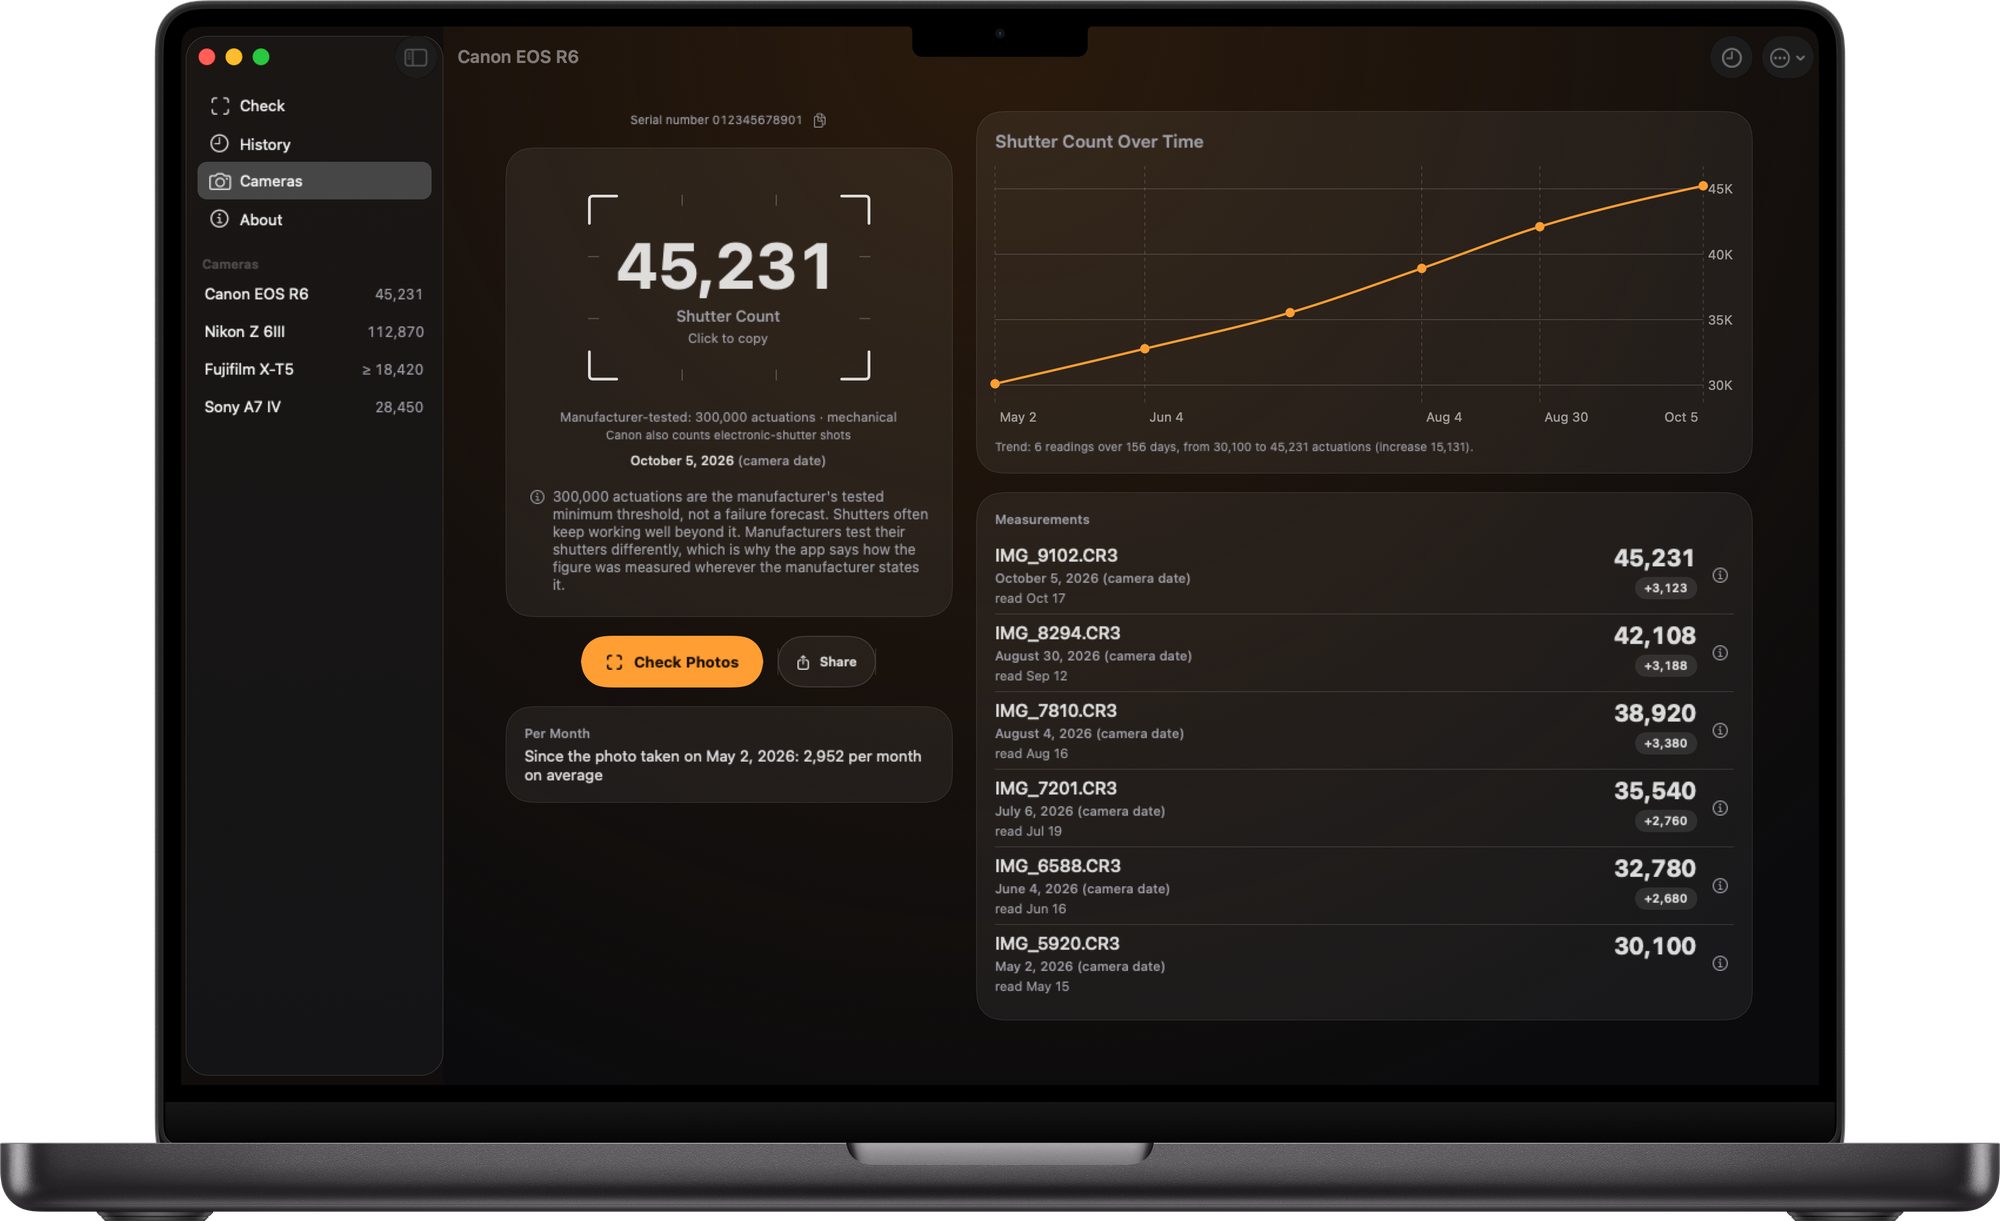 Canon EOS R6
Check
History
Cameras
About
Cameras
Canon EOS R6 45,231
Nikon Z 6III 112,870
Fujifilm X-T5 ≥ 18,420
Sony A7 IV 28,450
Serial number 012345678901
45,231
Shutter Count
Click to copy
Manufacturer-tested: 300,000 actuations · mechanical
Canon also counts electronic-shutter shots
October 5, 2026 (camera date)
300,000 actuations are the manufacturer's tested
minimum threshold, not a failure forecast. Shutters often
keep working well beyond it. Manufacturers test their
shutters differently, which is why the app says how the
figure was measured wherever the manufacturer states
it.
Check Photos
Share
Per Month
Since the photo taken on May 2, 2026: 2,952 per month
on average
Shutter Count Over Time
45K
40K
35K
30K
May 2 Jun 4 Aug 4 Aug 30 Oct 5
Trend: 6 readings over 156 days, from 30,100 to 45,231 actuations (increase 15,131).
Measurements
IMG_9102.CR3 45,231
October 5, 2026 (camera date) +3,123
read Oct 17
IMG_8294.CR3 42,108
August 30, 2026 (camera date) +3,188
read Sep 12
IMG_7810.CR3 38,920
August 4, 2026 (camera date) +3,380
read Aug 16
IMG_7201.CR3 35,540
July 6, 2026 (camera date) +2,760
read Jul 19
IMG_6588.CR3 32,780
June 4, 2026 (camera date) +2,680
read Jun 16
IMG_5920.CR3 30,100
May 2, 2026 (camera date)
read May 15